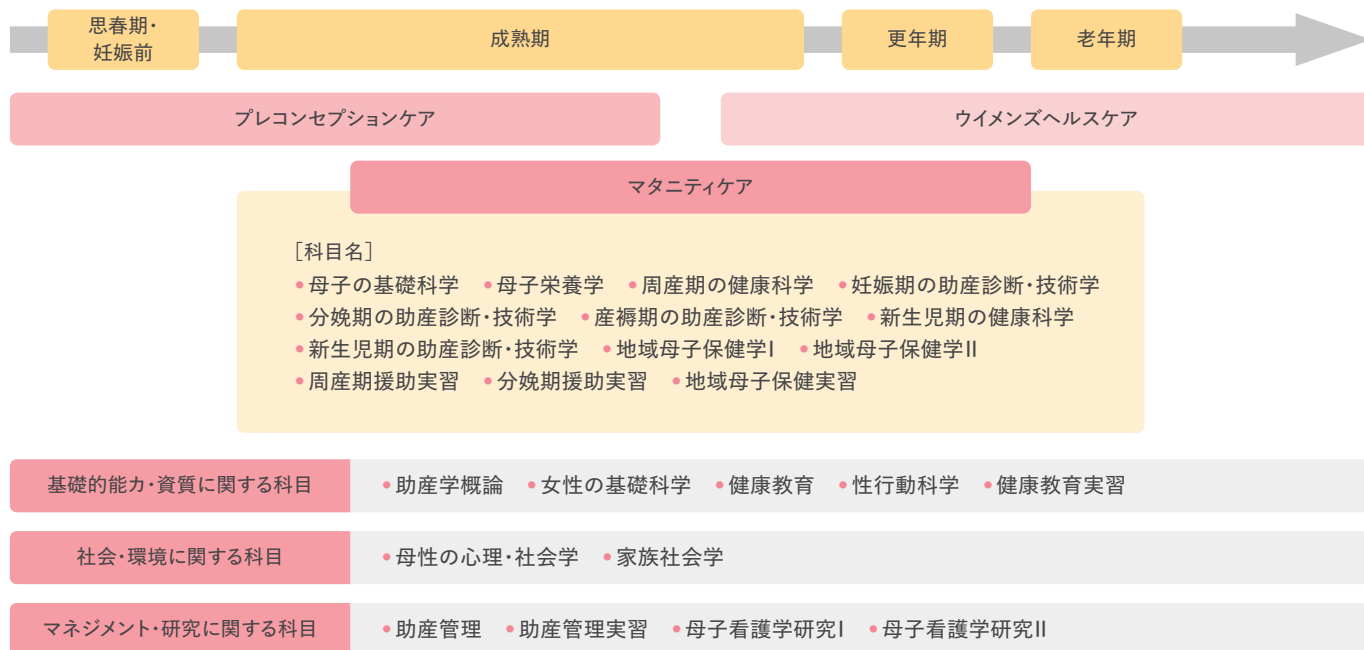 思春期・
妊娠前
成熟期
更年期
老年期
プレコンセプションケア
ウイメンズヘルスケア
マタニティケア
［科目名］
•母子の基礎科学 •母子栄養学 •周産期の健康科学 •妊娠期の助産診断・技術学
•分娩期の助産診断・技術学 •産褥期の助産診断・技術学 •新生児期の健康科学
•新生児期の助産診断・技術学 •地域母子保健学I •地域母子保健学II
•周産期援助実習 •分娩期援助実習 •地域母子保健実習
基礎的能力・資質に関する科目
•助産学概論 •女性の基礎科学 •健康教育 •性行動科学 •健康教育実習
社会・環境に関する科目
•母性の心理・社会学 •家族社会学
マネジメント・研究に関する科目
•助産管理 •助産管理実習 •母子看護学研究I •母子看護学研究II